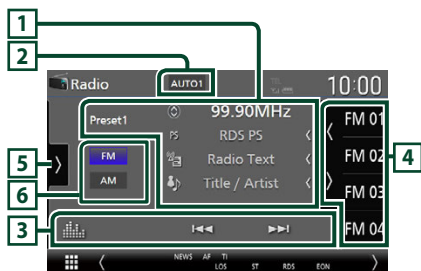 1
2
Radio
AUTO1
TEL
10:00
Preset1
99.90MHz
PS
RDS PS
Radio Text
Title / Artist
FM
AM
FM 01
FM 02
FM 03
FM 04
4
5
6
3
NEWS AF TI
LOS ST RDS EON